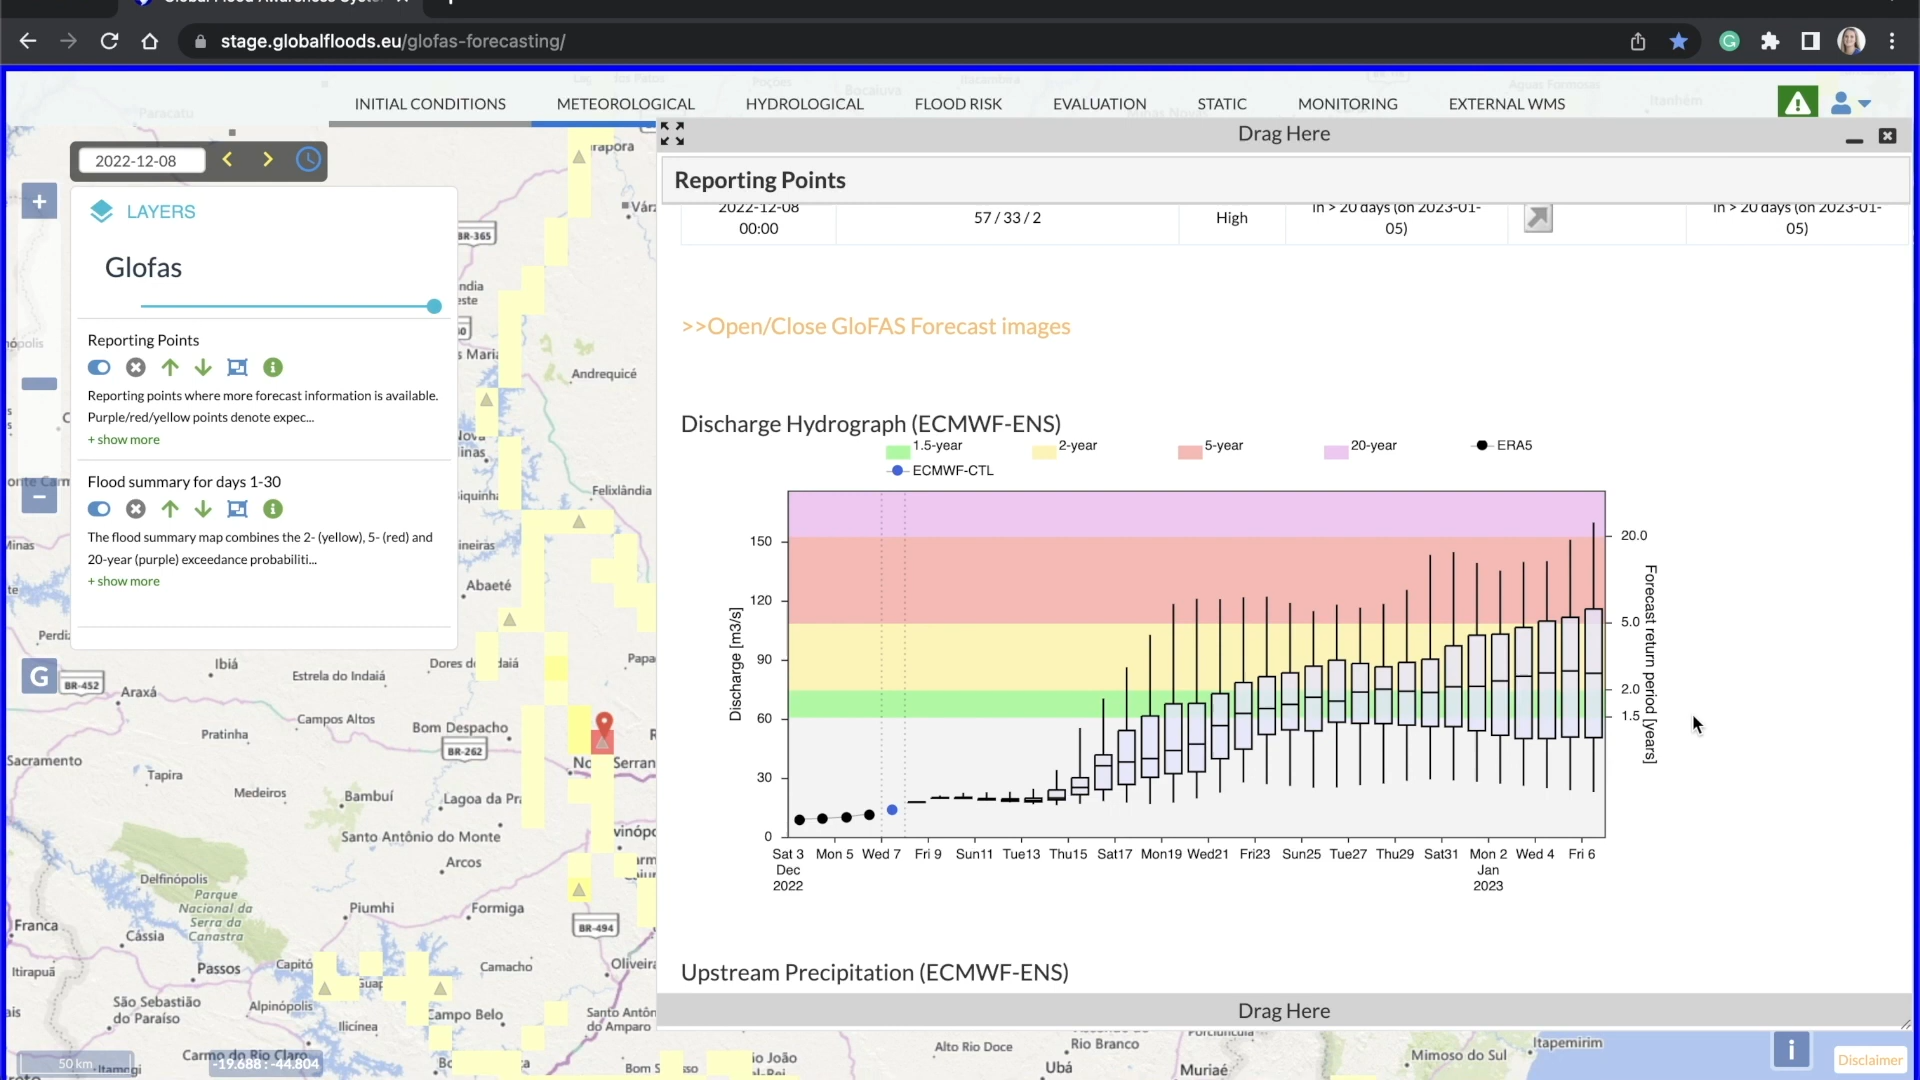 stage.globalfloods.eu/glofas-forecasting/
INITIAL CONDITIONS
METEOROLOGICAL
HYDROLOGICAL
FLOOD RISK
EVALUATION
STATIC
MONITORING
EXTERNAL WMS
Drag Here
2022-12-08
LAYERS
Glofas
Reporting Points
Reporting points where more forecast information is available.
Purple/red/yellow points denote expec...
+ show more
Flood summary for days 1-30
The flood summary map combines the 2- (yellow), 5- (red) and
20-year (purple) exceedance probabiliti...
+ show more
Reporting Points
2022-12-08
00:00
57 / 33 / 2
High
in > 20 days (on 2023-01-
05)
in > 20 days (on 2023-01-
05)
>>Open/Close GloFAS Forecast images
Discharge Hydrograph (ECMWF-ENS)
1.5-year
2-year
5-year
20-year
ERA5
ECMWF-CTL
Discharge [m3/s]
150
120
90
60
30
0
20.0
5.0
2.0
1.5
Forecast return period [years]
Sat 3
Dec
2022
Mon 5
Wed 7
Fri 9
Sun11
Tue13
Thu15
Sat17
Mon19
Wed21
Fri23
Sun25
Tue27
Thu29
Sat31
Mon 2
Jan
2023
Wed 4
Fri 6
Upstream Precipitation (ECMWF-ENS)
Drag Here
Paracatu
BR-365
Andrequicé
Felixlândia
Abaeté
Ibiá
Estrela do Indaiá
BR-452
Araxá
G
Campos Altos
Bom Despacho
BR-262
Pratinha
Sacramento
Tapira
Medeiros
Bambuí
Santo Antônio do Monte
Arcos
Delfinópolis
Parque
Nacional da
Serra da
Canastra
Piumhi
Formiga
BR-494
Franca
Cássia
Itirapuã
Passos
Camacho
São Sebastião
do Paraíso
Alpinópolis
Ilicínea
Campo Belo
do Amparo
Carmo do Rio Claro
50 km
-19.688 : -44.804
Alto Rio Doce
Rio Branco
Ubá
Muriaé
Mimoso do Sul
Itapemirim
i
Disclaimer